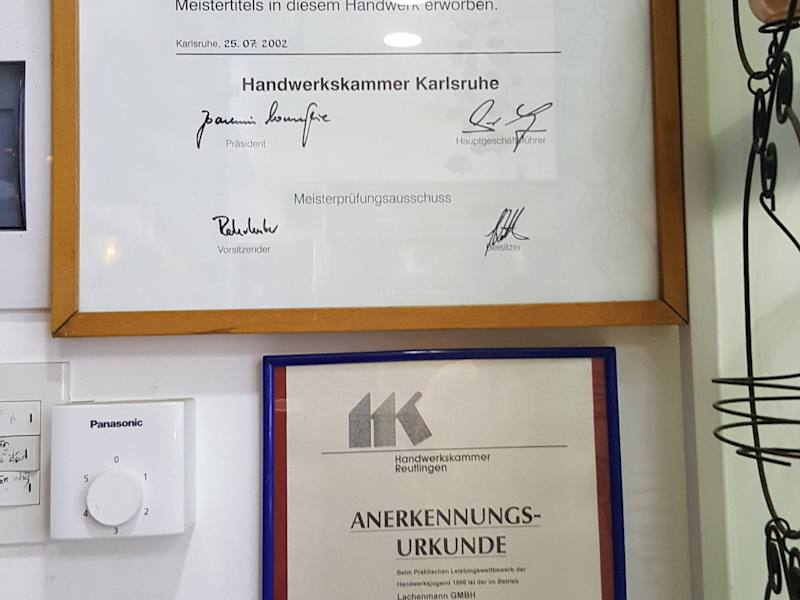 Meistertitels in diesem Handwerk erworben.
Karlsruhe, 25. 07. 2002
Handwerkskammer Karlsruhe
Präsident
Hauptgeschäftsführer
Meisterprüfungsausschuss
Vorsitzender
Beisitzer
Panasonic
0
5 1
4 2
3
Handwerkskammer
Reutlingen
ANERKENNUNGS-
URKUNDE
Beim Praktischen Leistungswettbewerb der
Handwerksjugend 1998 ist der im Betrieb
Lachenmann GMBH